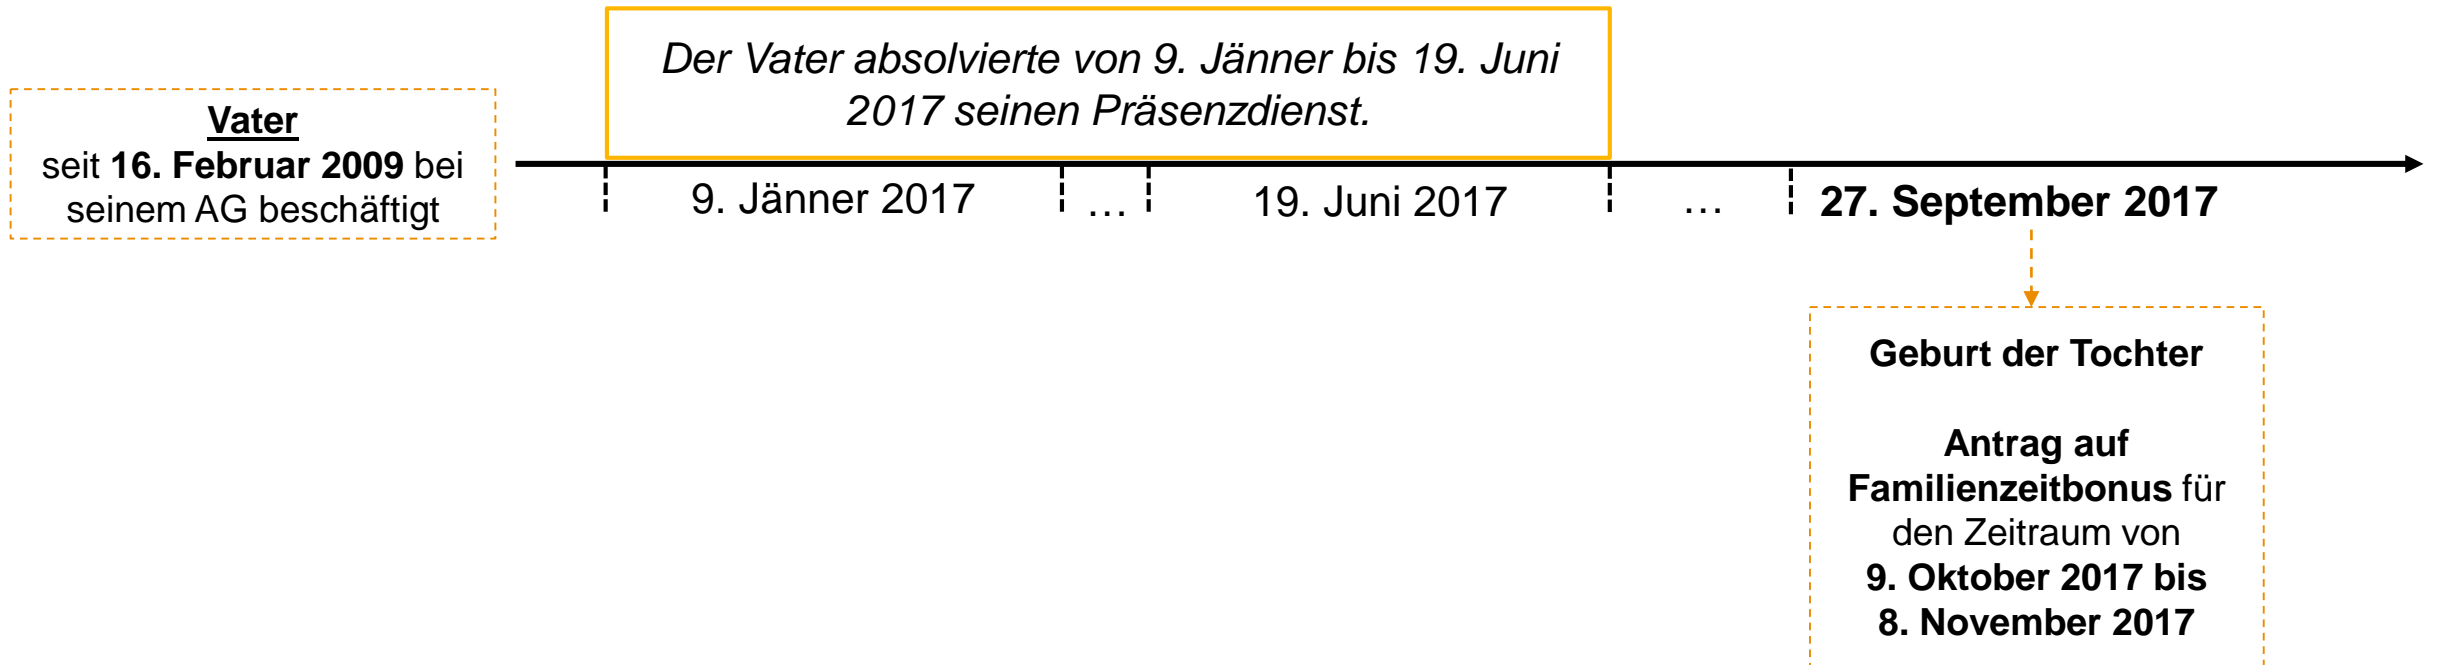 Der Vater absolvierte von 9. Jänner bis 19. Juni
2017 seinen Präsenzdienst.
Vater
seit 16. Februar 2009 bei
seinem AG beschäftigt
9. Jänner 2017 … 19. Juni 2017 … 27. September 2017
Geburt der Tochter
Antrag auf
Familienzeitbonus für
den Zeitraum von
9. Oktober 2017 bis
8. November 2017